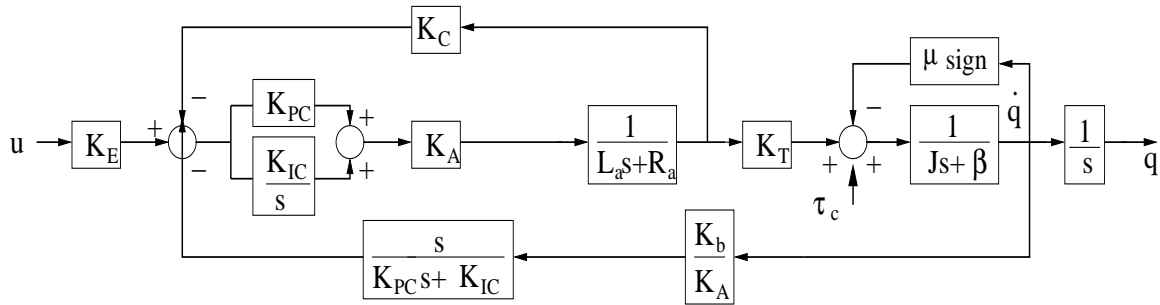 K_C
μ sign
−
−
K_PC
+
q̇
u
K_E
+
+
K_A
1
L_a s+R_a
K_T
+
1
Js+ β
1
s
q
−
K_IC
s
+
+
τ_c
s
K_PC s+ K_IC
K_b
K_A